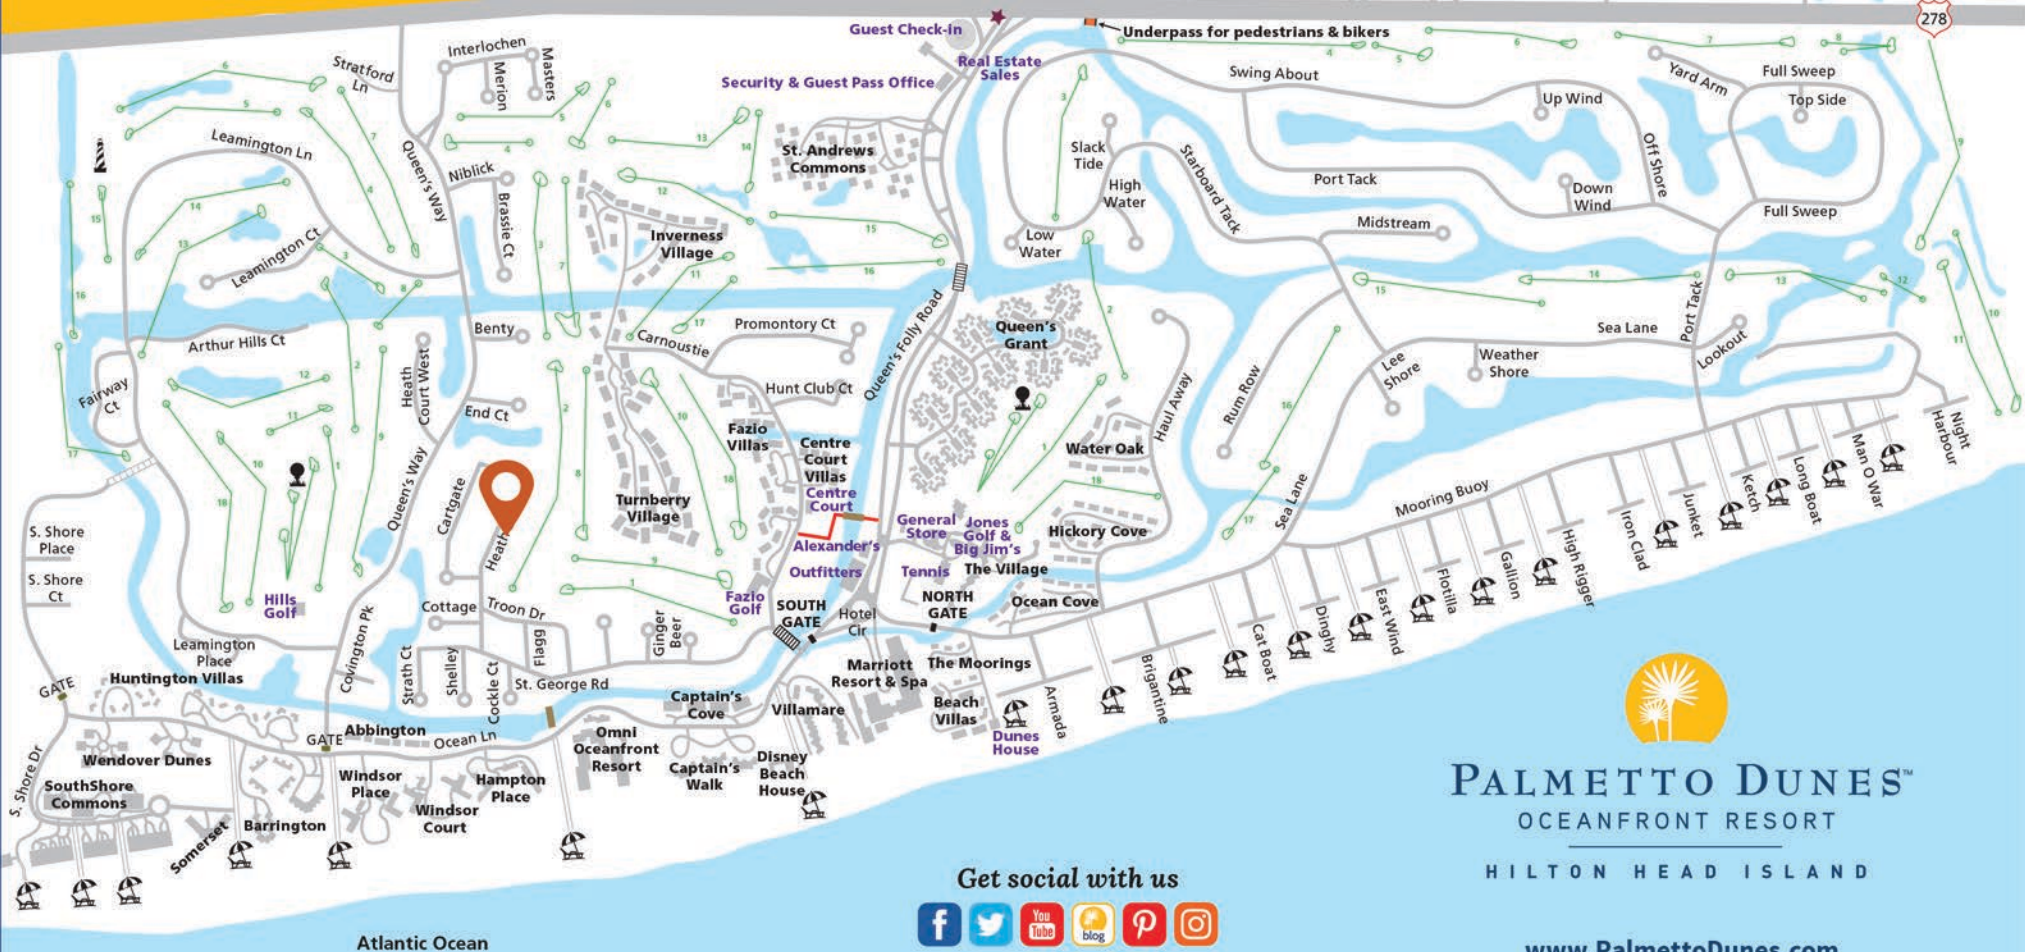 278
Guest Check-in
Underpass for pedestrians & bikers
Real Estate
Sales
Security & Guest Pass Office
Stratford
Ln
Interlochen
Merion
Masters
Swing About
Yard Arm
Full Sweep
Top Side
Up Wind
Off Shore
Leamington Ln
Queen's Way
Niblick
Brassie Ct
St. Andrews
Commons
Slack
Tide
High
Water
Starboard Tack
Port Tack
Down
Wind
Full Sweep
Midstream
Low
Water
Inverness
Village
Leamington Ct
Arthur Hills Ct
Benty
Carnoustie
Promontory Ct
Queen's Folly Road
Queen's
Grant
Sea Lane
Port Tack
Lookout
Weather
Shore
Lee
Shore
Rum Row
Haul Away
Fairway
Ct
Heath
Court West
End Ct
Hunt Club Ct
Fazio
Villas
Centre
Court
Villas
Centre
Court
Water Oak
Night
Harbour
Man O War
Long Boat
Ketch
Junket
Iron Clad
High Rigger
Gallion
Flotilla
East Wind
Dinghy
Cat Boat
Brigantine
Armada
Mooring Buoy
Sea Lane
Queen's Way
Cartgate
Heath
Turnberry
Village
General
Store
Jones
Golf &
Big Jim's
Hickory Cove
Alexander's
Outfitters
Tennis
The Village
S. Shore
Place
S. Shore
Ct
Hills
Golf
Cottage
Troon Dr
Flagg
Ginger
Beer
Fazio
Golf
SOUTH
GATE
Hotel
Cir
NORTH
GATE
Ocean Cove
Leamington
Place
Covington Pk
Strath Ct
Shelley
Cockle Ct
St. George Rd
Marriott
Resort & Spa
The Moorings
GATE
Huntington Villas
Captain's
Cove
Villamare
Beach
Villas
Dunes
House
GATE
Abbington
Ocean Ln
Omni
Oceanfront
Resort
Captain's
Walk
Disney
Beach
House
S. Shore Dr
Wendover Dunes
SouthShore
Commons
Windsor
Place
Hampton
Place
Windsor
Court
Somerset
Barrington
Atlantic Ocean
PALMETTO DUNES™
OCEANFRONT RESORT
HILTON HEAD ISLAND
Get social with us
You
Tube
blog
www.PalmettoDunes.com